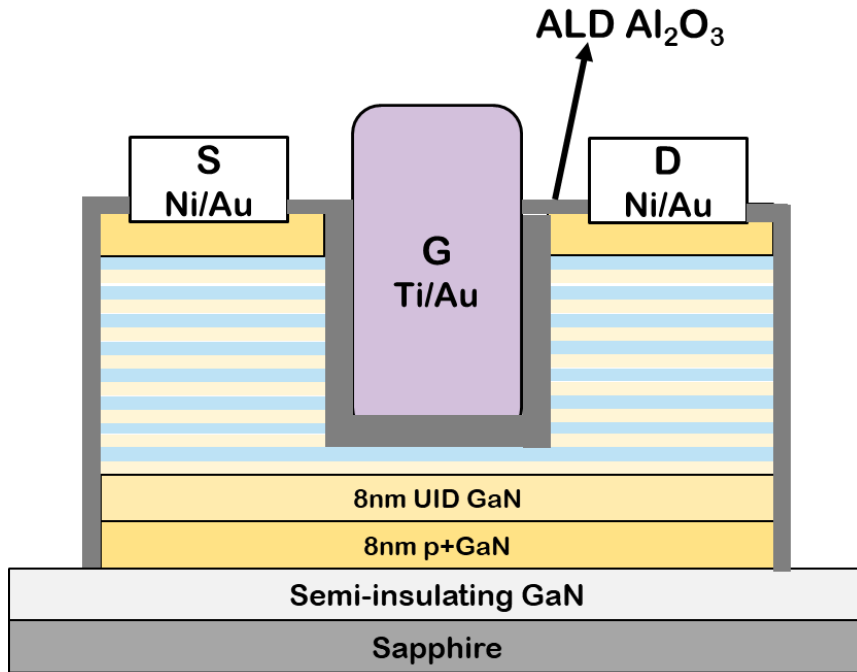 ALD Al₂O₃
S
Ni/Au
D
Ni/Au
G
Ti/Au
8nm UID GaN
8nm p+GaN
Semi-insulating GaN
Sapphire